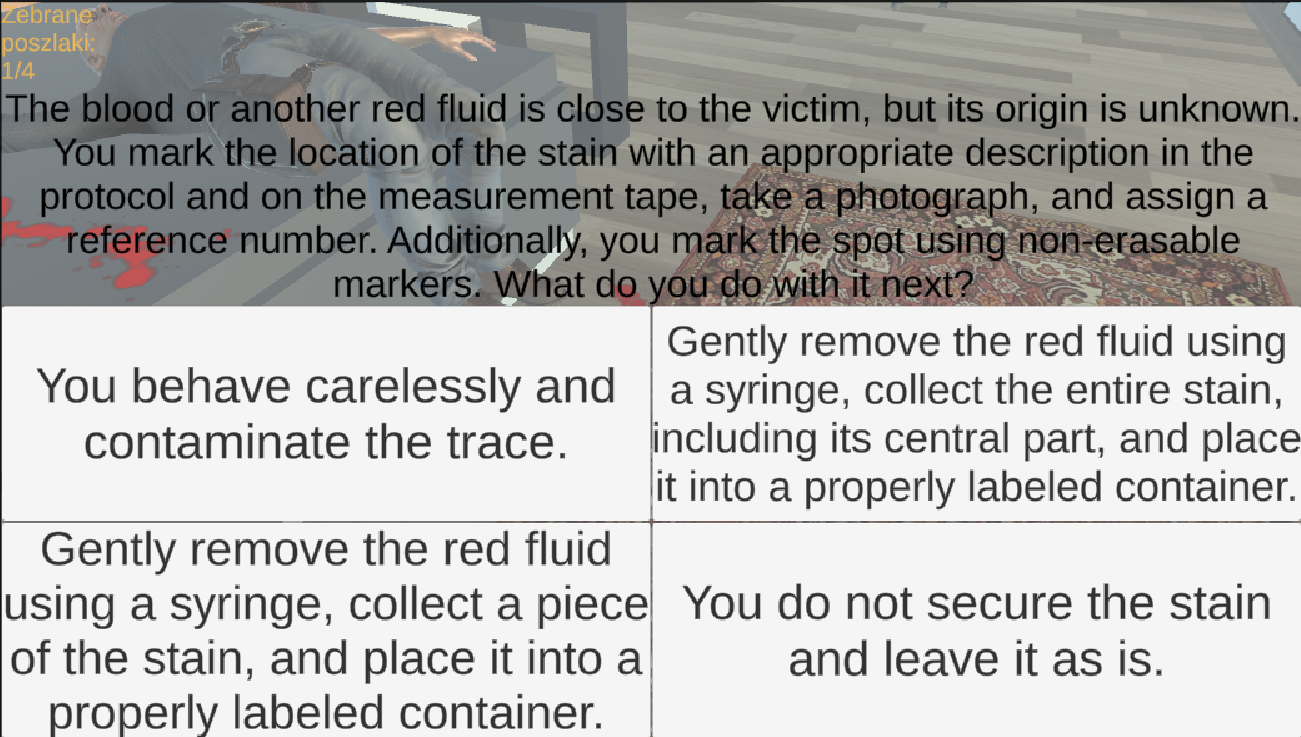 Zebrane
poszlaki:
1/4
The blood or another red fluid is close to the victim, but its origin is unknown.
You mark the location of the stain with an appropriate description in the
protocol and on the measurement tape, take a photograph, and assign a
reference number. Additionally, you mark the spot using non-erasable
markers. What do you do with it next?
You behave carelessly and
contaminate the trace.
Gently remove the red fluid using
a syringe, collect the entire stain,
including its central part, and place
it into a properly labeled container.
Gently remove the red fluid
using a syringe, collect a piece
of the stain, and place it into a
properly labeled container.
You do not secure the stain
and leave it as is.